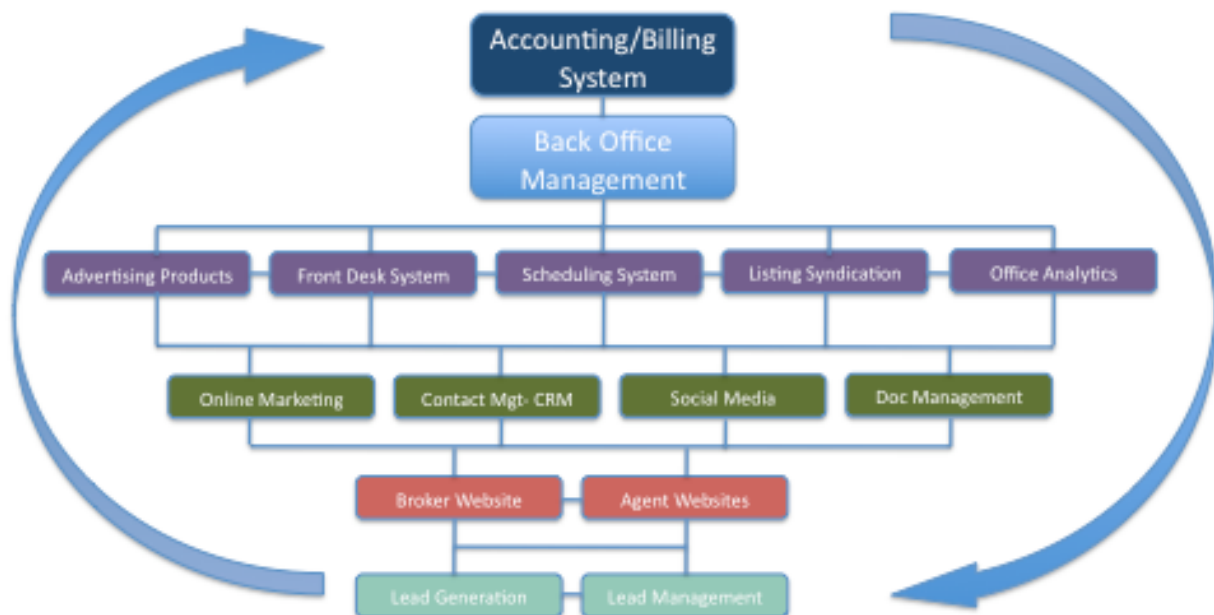 Accounting/Billing
System
Back Office
Management
Advertising Products
Front Desk System
Scheduling System
Listing Syndication
Office Analytics
Online Marketing
Contact Mgt- CRM
Social Media
Doc Management
Broker Website
Agent Websites
Lead Generation
Lead Management